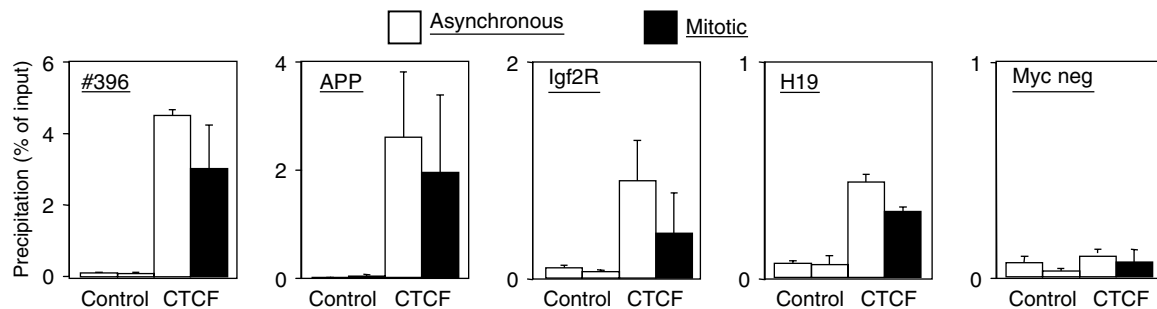 Asynchronous Mitotic
Precipitation (% of input)
#396
6
4
2
0
Control CTCF
APP
4
2
0
Control CTCF
Igf2R
2
0
Control CTCF
H19
1
0
Control CTCF
Myc neg
1
0
Control CTCF